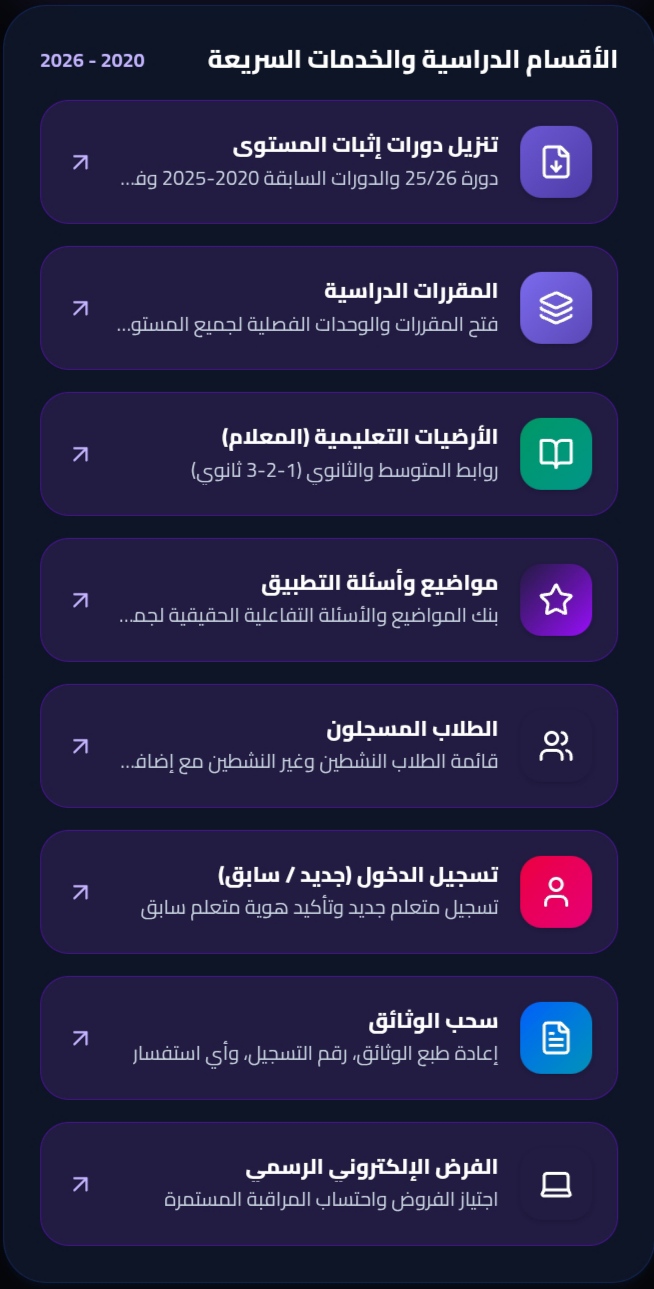 الأقسام الدراسية والخدمات السريعة
2020 - 2026
تنزيل دورات إثبات المستوى
دورة 25/26 والدورات السابقة 2020-2025 وفـ...
المقررات الدراسية
فتح المقررات والوحدات الفصلية لجميع المستو...
الأرضيات التعليمية (المعلام)
روابط المتوسط والثانوي (1-2-3 ثانوي)
مواضيع وأسئلة التطبيق
بنك المواضيع والأسئلة التفاعلية الحقيقية لجمـ...
الطلاب المسجلون
قائمة الطلاب النشطين وغير النشطين مع إضافـ...
تسجيل الدخول (جديد / سابق)
تسجيل متعلم جديد وتأكيد هوية متعلم سابق
سحب الوثائق
إعادة طبع الوثائق، رقم التسجيل، وأي استفسار
الفرض الإلكتروني الرسمي
اجتياز الفروض واحتساب المراقبة المستمرة